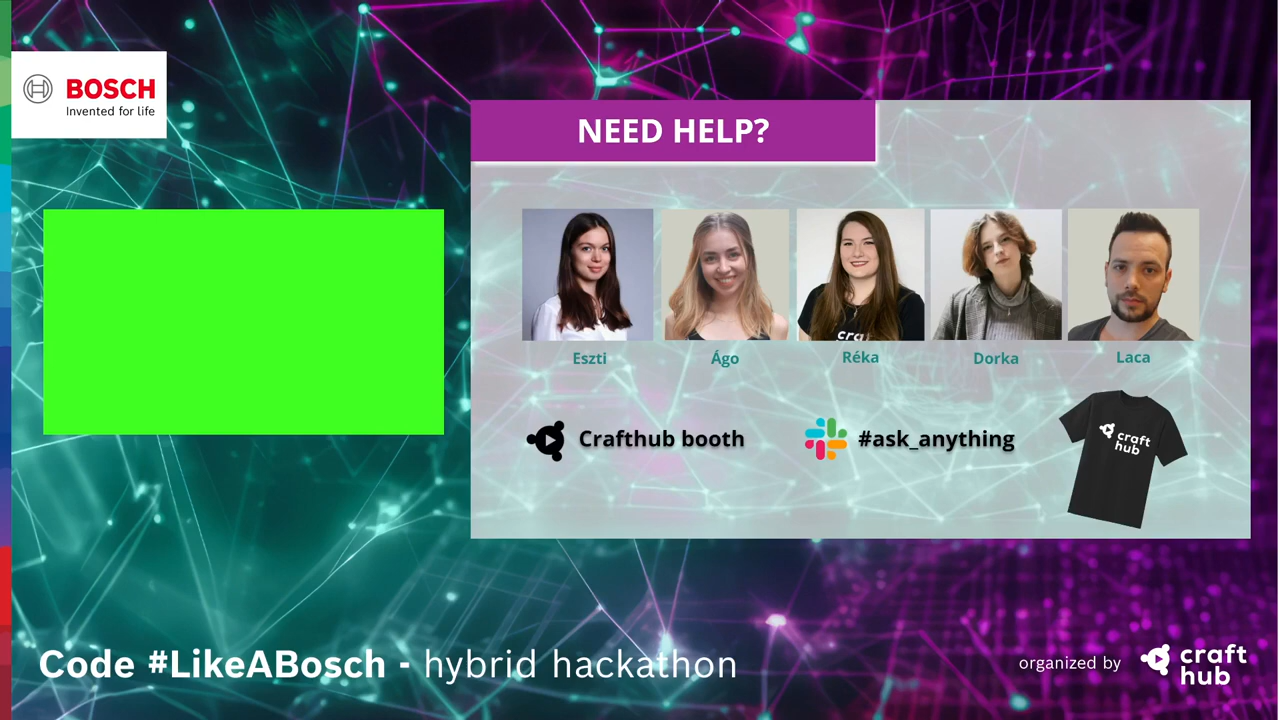 BOSCH
Invented for life
NEED HELP?
Eszti
Ágo
Réka
Dorka
Laca
Crafthub booth
#ask_anything
craft
hub
Code #LikeABosch - hybrid hackathon
organized by
craft
hub